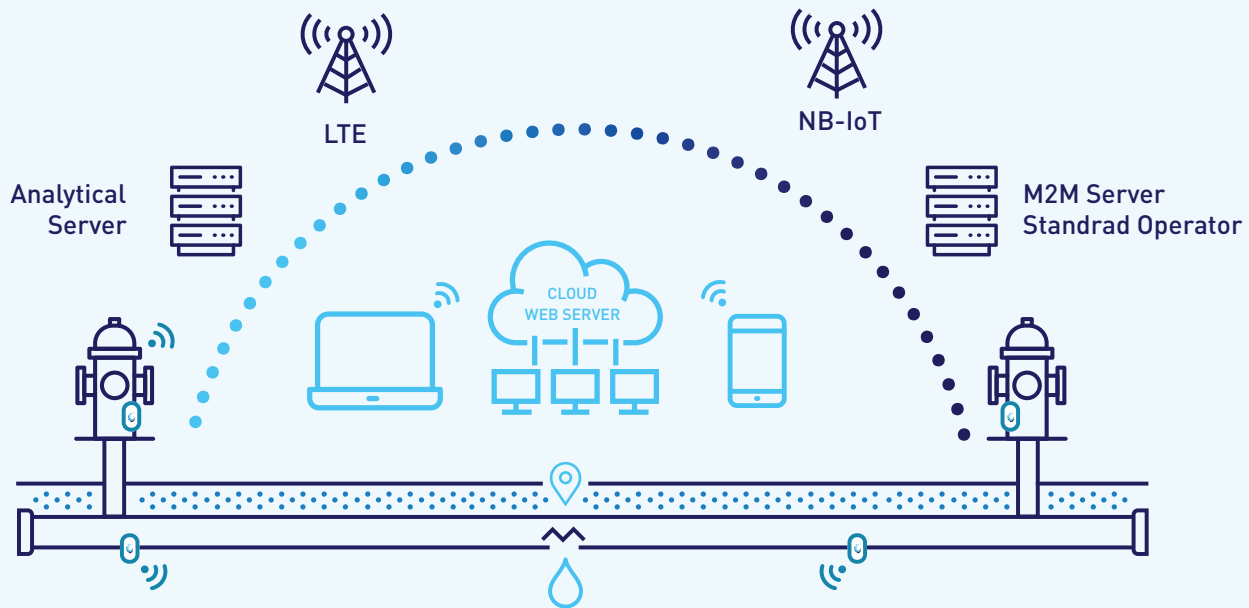 LTE
NB-IoT
Analytical
Server
M2M Server
Standrad Operator
CLOUD
WEB SERVER